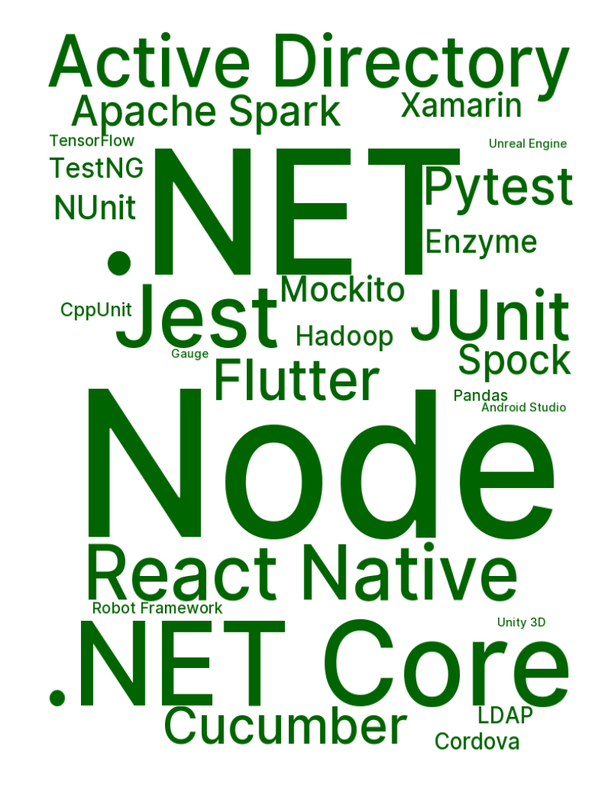 Active Directory
Apache Spark
Xamarin
TensorFlow
Unreal Engine
TestNG
.NET
Pytest
NUnit
Enzyme
Mockito
Jest
JUnit
CppUnit
Hadoop
Gauge
Spock
Flutter
Pandas
Android Studio
Node
React Native
Robot Framework
Unity 3D
.NET Core
Cucumber
LDAP
Cordova